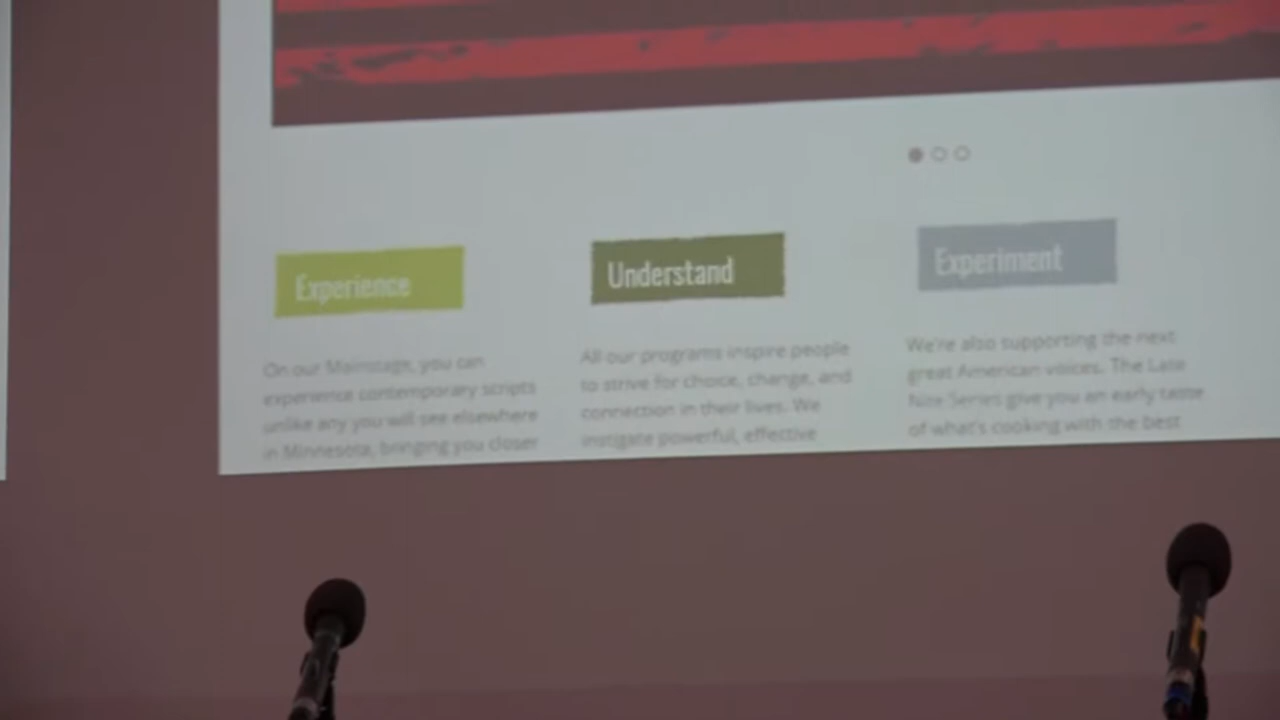 Experience
On our Mainstage, you can
experience contemporary scripts
unlike any you will see elsewhere
in Minnesota, bringing you closer
Understand
All our programs inspire people
to strive for choice, change, and
connection in their lives. We
instigate powerful, effective
Experiment
We're also supporting the next
great American voices. The Late
Nite Series give you an early taste
of what's cooking with the best